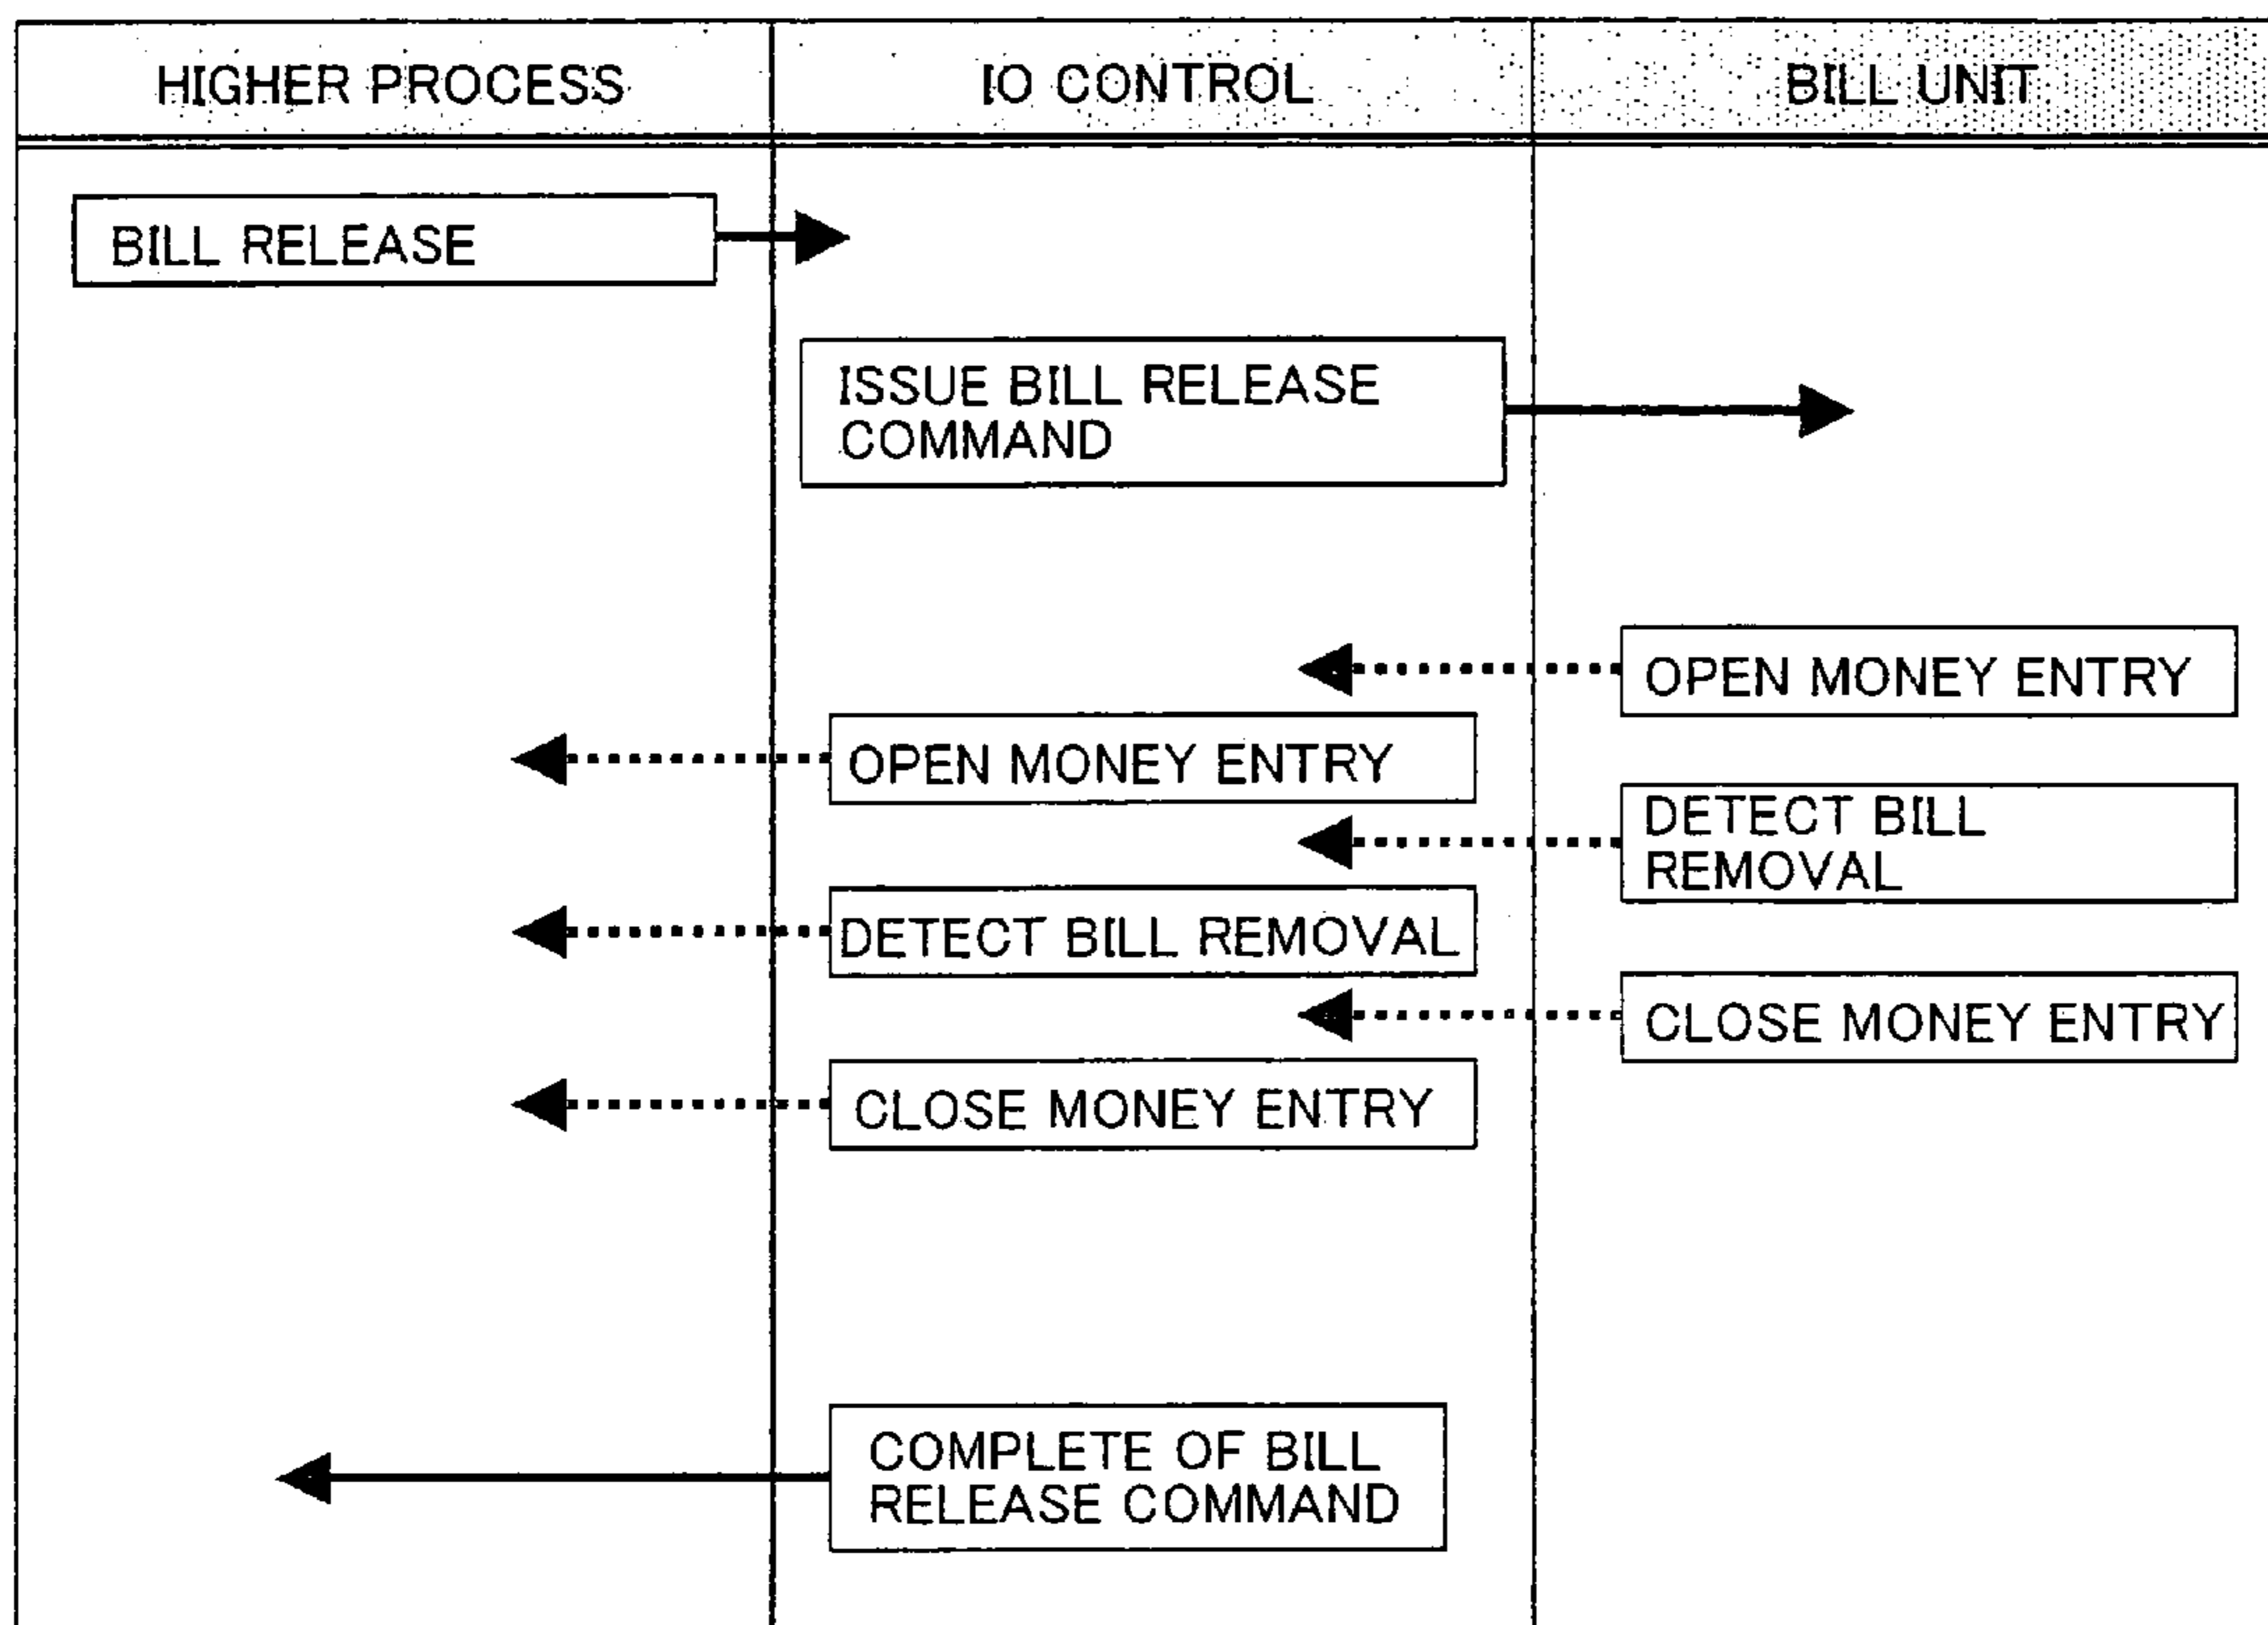 HIGHER PROCESS
IO CONTROL
BILL UNIT
BILL RELEASE
ISSUE BILL RELEASE
COMMAND
OPEN MONEY ENTRY
OPEN MONEY ENTRY
DETECT BILL
REMOVAL
DETECT BILL REMOVAL
CLOSE MONEY ENTRY
CLOSE MONEY ENTRY
COMPLETE OF BILL
RELEASE COMMAND